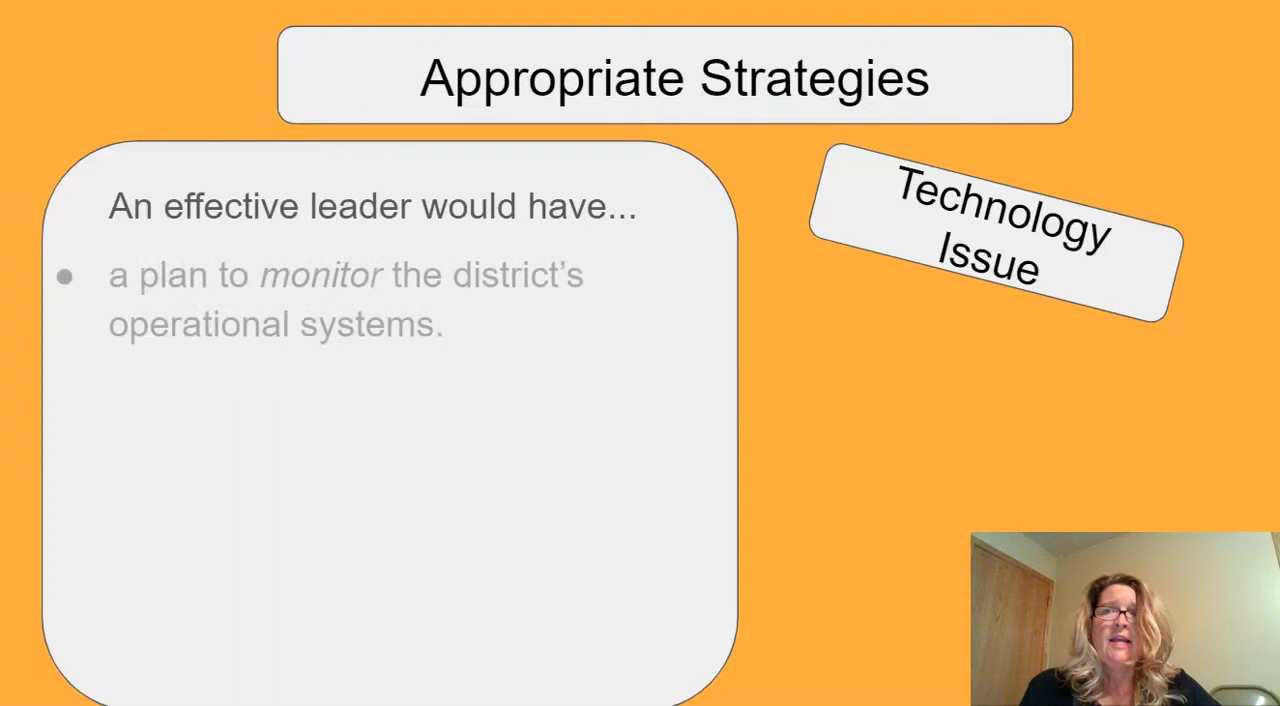 Appropriate Strategies
An effective leader would have...
● a plan to monitor the district’s
operational systems.
Technology
Issue